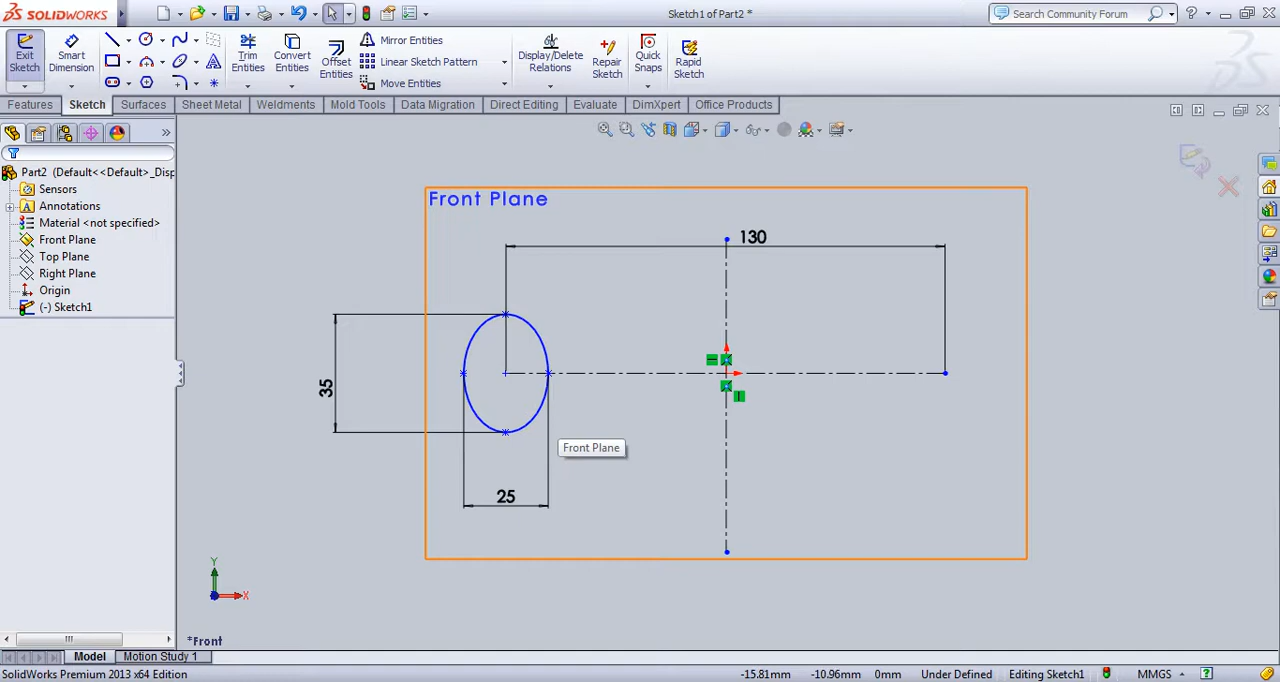 SOLIDWORKS
Sketch1 of Part2 *
Search Community Forum
Exit Sketch
Smart Dimension
Trim Entities
Convert Entities
Offset Entities
Mirror Entities
Linear Sketch Pattern
Move Entities
Display/Delete Relations
Repair Sketch
Quick Snaps
Rapid Sketch
Features Sketch Surfaces Sheet Metal Weldments Mold Tools Data Migration Direct Editing Evaluate DimXpert Office Products
Part2 (Default<<Default>_Disp
Sensors
Annotations
Material <not specified>
Front Plane
Top Plane
Right Plane
Origin
(-) Sketch1
Front Plane
130
35
Front Plane
25
Y
X
*Front
Model Motion Study 1
SolidWorks Premium 2013 x64 Edition
-15.81mm -10.96mm 0mm Under Defined Editing Sketch1 MMGS